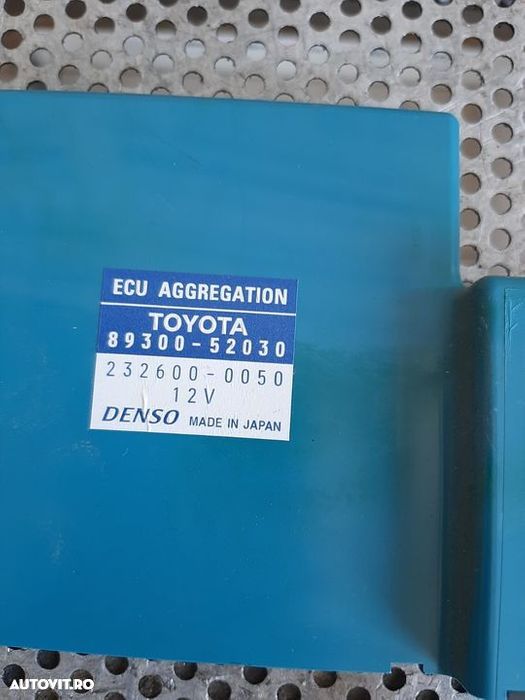 ECU AGGREGATION
TOYOTA
89300-52030
232600-0050
12V
DENSO MADE IN JAPAN
AUTOVIT.RO